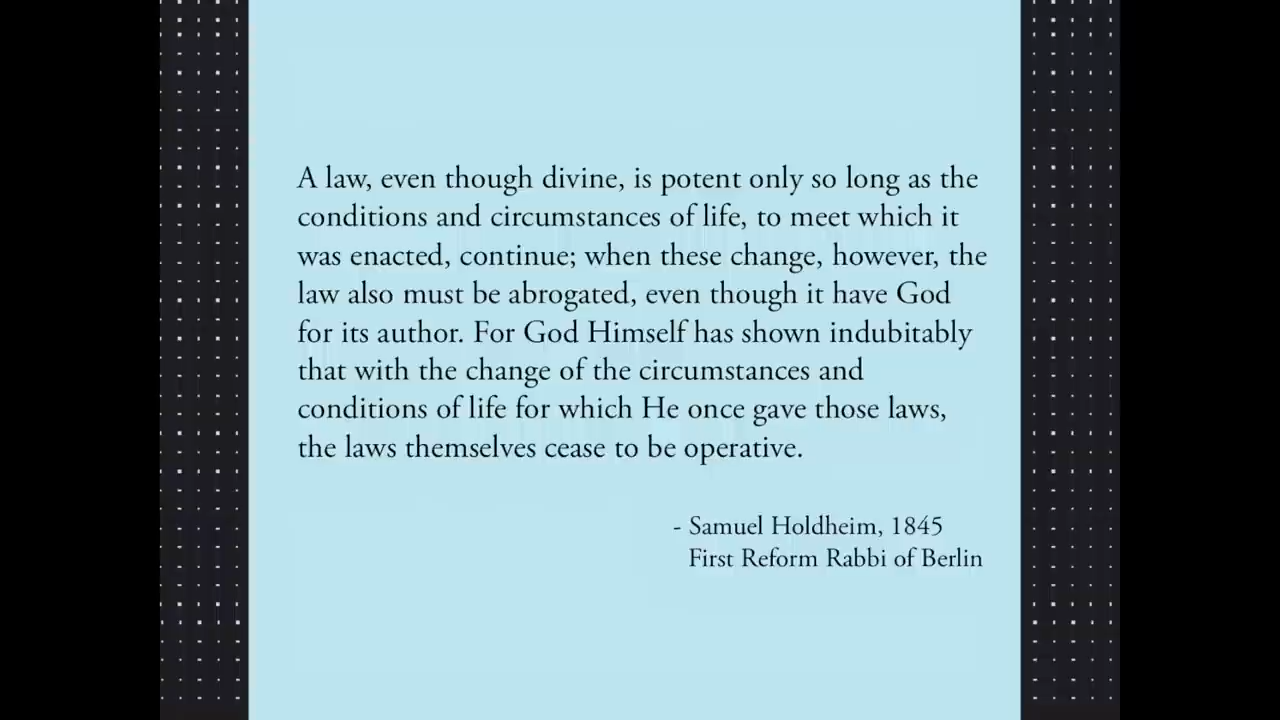 A law, even though divine, is potent only so long as the
conditions and circumstances of life, to meet which it
was enacted, continue; when these change, however, the
law also must be abrogated, even though it have God
for its author. For God Himself has shown indubitably
that with the change of the circumstances and
conditions of life for which He once gave those laws,
the laws themselves cease to be operative.
- Samuel Holdheim, 1845
First Reform Rabbi of Berlin